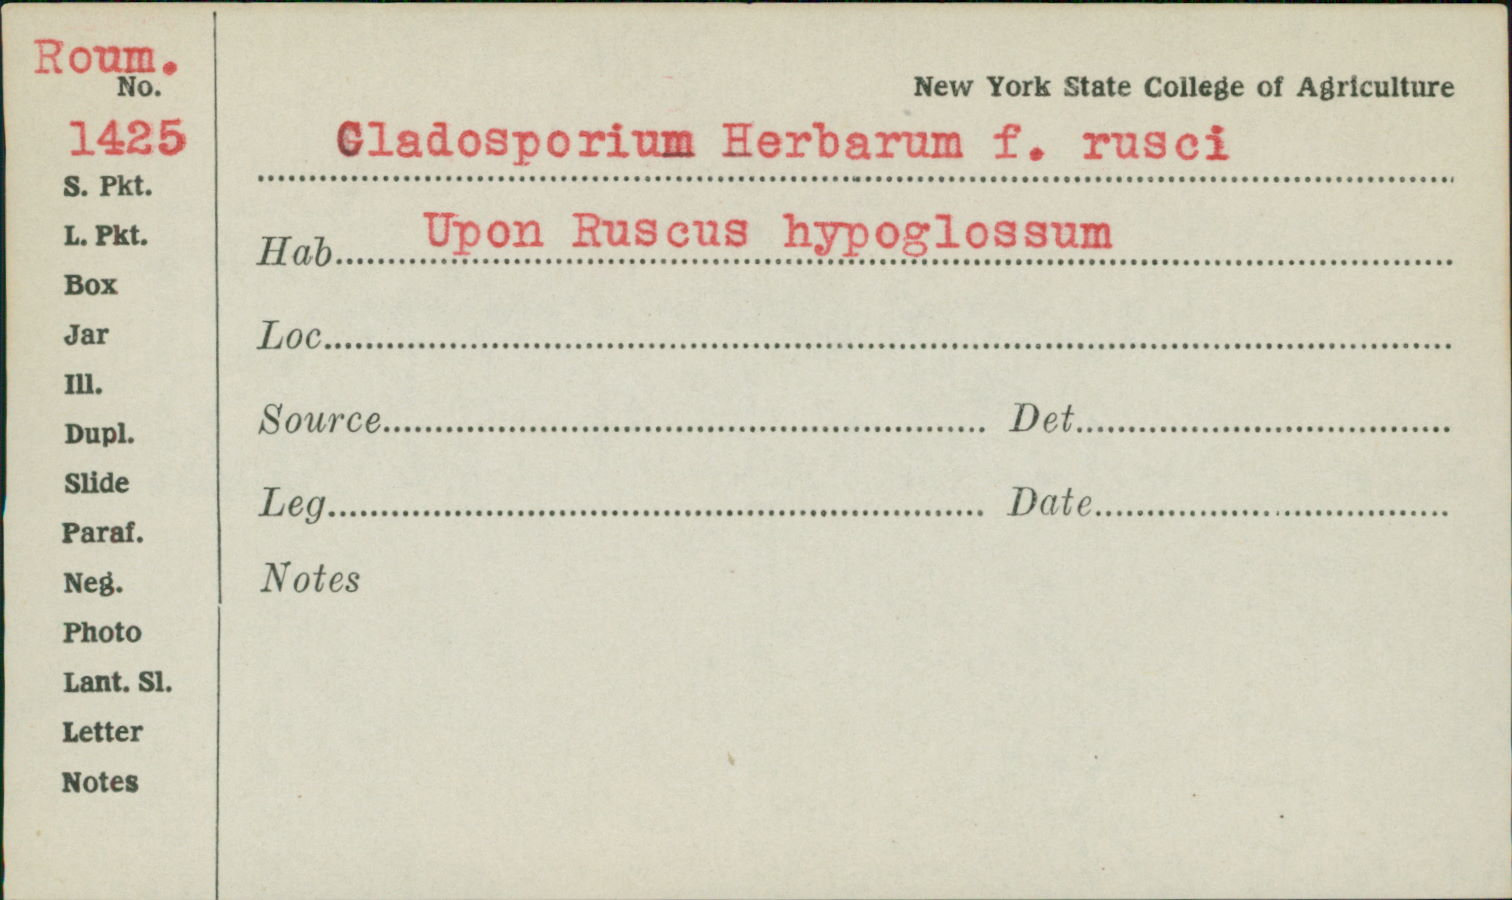 Roum.
No.
1425
S. Pkt.
L. Pkt.
Box
Jar
Ill.
Dupl.
Slide
Paraf.
Neg.
Photo
Lant. Sl.
Letter
Notes
New York State College of Agriculture
Cladosporium Herbarum f. rusci
Hab. Upon Ruscus hypoglossum
Loc.
Source Det.
Leg. Date
Notes